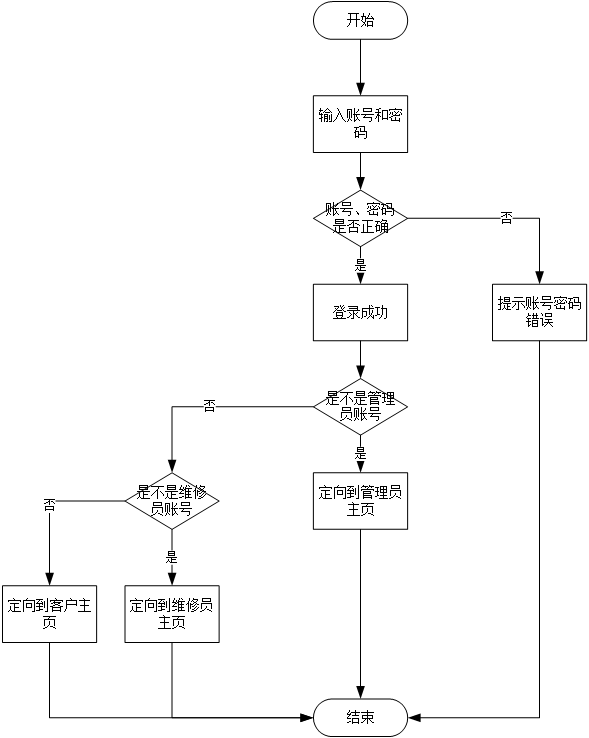 开始
输入账号和密
码
账号、密码
是否正确
否
是
登录成功
提示账号密码
错误
是不是管理
员账号
否
是
定向到管理员
主页
是不是维修
员账号
否
是
定向到客户主
页
定向到维修员
主页
结束